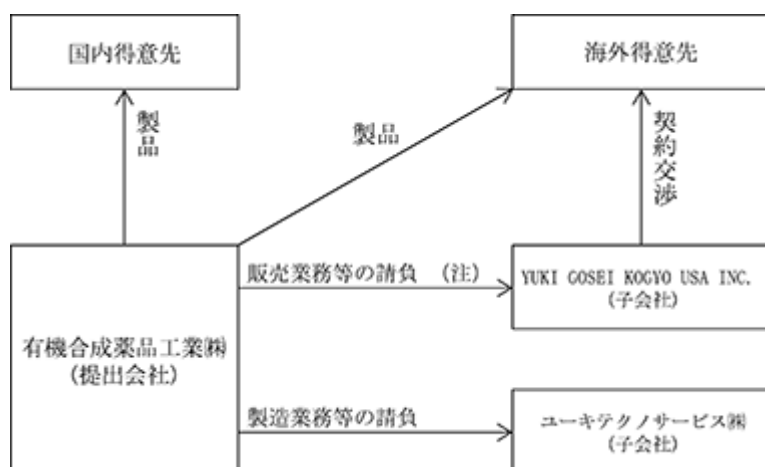 国内得意先
海外得意先
製品
製品
契約交渉
販売業務等の請負 (注)
YUKI GOSEI KOGYO USA INC.
(子会社)
有機合成薬品工業㈱
(提出会社)
製造業務等の請負
ユーキテクノサービス㈱
(子会社)